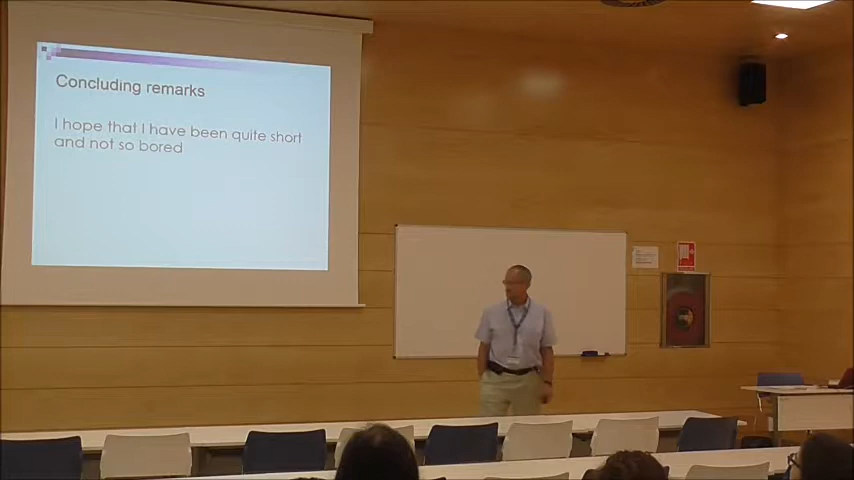 Concluding remarks
I hope that I have been quite short
and not so bored